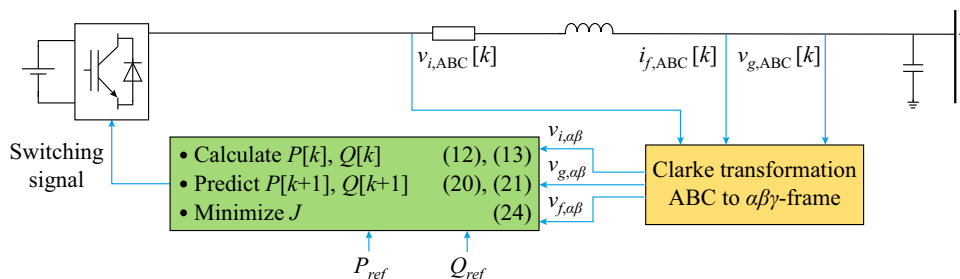 v_{i,ABC}[k]
i_{f,ABC}[k]
v_{g,ABC}[k]
Switching
signal
• Calculate P[k], Q[k] (12), (13)
• Predict P[k+1], Q[k+1] (20), (21)
• Minimize J (24)
v_{i,αβ}
v_{g,αβ}
v_{f,αβ}
Clarke transformation
ABC to αβγ-frame
P_{ref}
Q_{ref}